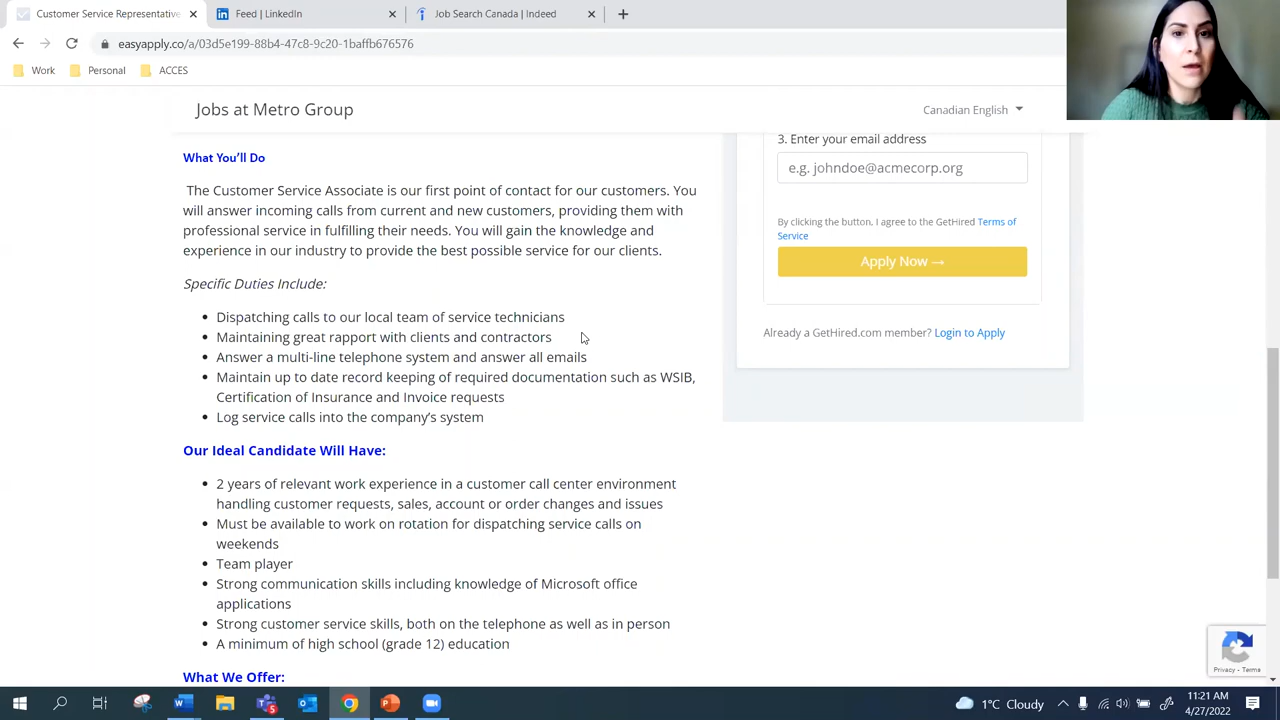 Customer Service Representative
Feed | LinkedIn
Job Search Canada | Indeed
easyapply.co/a/03d5e199-88b4-47c8-9c20-1baffb676576
Work
Personal
ACCES
Jobs at Metro Group
Canadian English
3. Enter your email address
e.g. johndoe@acmecorp.org
By clicking the button, I agree to the GetHired Terms of
Service
Apply Now →
Already a GetHired.com member? Login to Apply
What You'll Do
The Customer Service Associate is our first point of contact for our customers. You
will answer incoming calls from current and new customers, providing them with
professional service in fulfilling their needs. You will gain the knowledge and
experience in our industry to provide the best possible service for our clients.
Specific Duties Include:
• Dispatching calls to our local team of service technicians
• Maintaining great rapport with clients and contractors
• Answer a multi-line telephone system and answer all emails
• Maintain up to date record keeping of required documentation such as WSIB,
Certification of Insurance and Invoice requests
• Log service calls into the company's system
Our Ideal Candidate Will Have:
• 2 years of relevant work experience in a customer call center environment
handling customer requests, sales, account or order changes and issues
• Must be available to work on rotation for dispatching service calls on
weekends
• Team player
• Strong communication skills including knowledge of Microsoft office
applications
• Strong customer service skills, both on the telephone as well as in person
• A minimum of high school (grade 12) education
What We Offer:
Privacy - Terms
1°C Cloudy
11:21 AM
4/27/2022